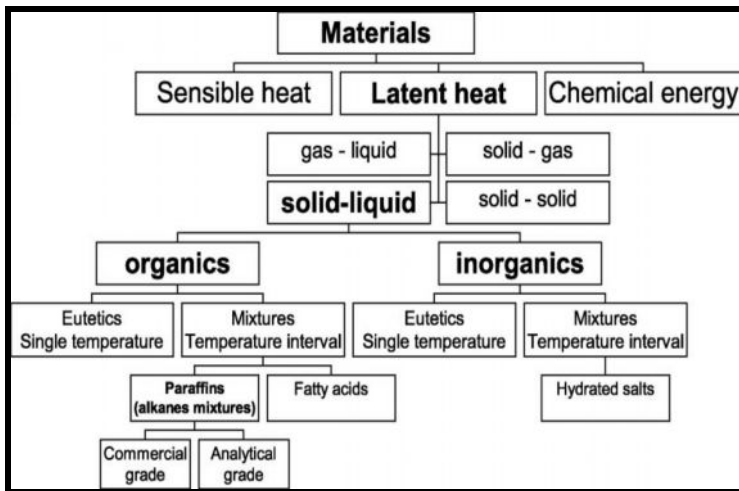 Materials
Sensible heat
Latent heat
Chemical energy
gas - liquid
solid - gas
solid-liquid
solid - solid
organics
inorganics
Eutetics
Single temperature
Mixtures
Temperature interval
Eutetics
Single temperature
Mixtures
Temperature interval
Paraffins
(alkanes mixtures)
Fatty acids
Hydrated salts
Commercial
grade
Analytical
grade